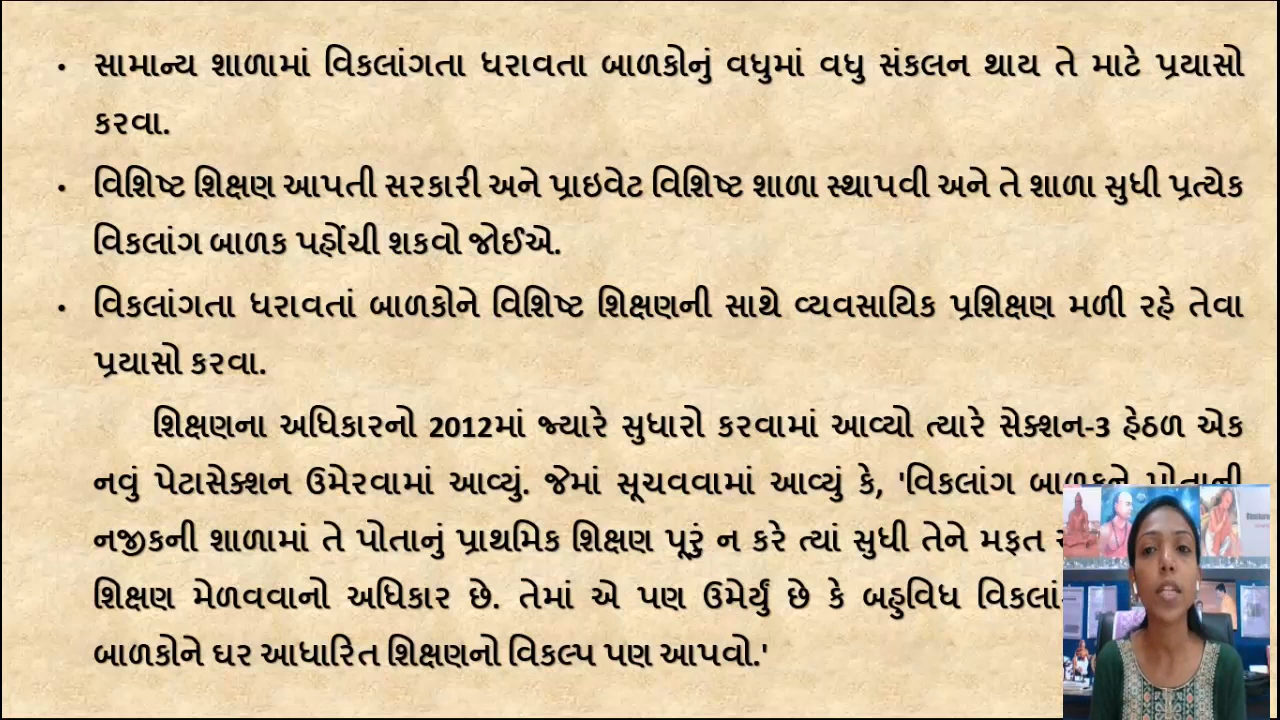 • સામાન્ય શાળામાં વિકલાંગતા ધરાવતા બાળકોનું વધુમાં વધુ સંકલન થાય તે માટે પ્રયાસો
કરવા.
• વિશિષ્ટ શિક્ષણ આપતી સરકારી અને પ્રાઇવેટ વિશિષ્ટ શાળા સ્થાપવી અને તે શાળા સુધી પ્રત્યેક
વિકલાંગ બાળક પહોંચી શકવો જોઈએ.
• વિકલાંગતા ધરાવતાં બાળકોને વિશિષ્ટ શિક્ષણની સાથે વ્યવસાયિક પ્રશિક્ષણ મળી રહે તેવા
પ્રયાસો કરવા.
શિક્ષણના અધિકારનો 2012માં જ્યારે સુધારો કરવામાં આવ્યો ત્યારે સેક્શન-3 હેઠળ એક
નવું પેટાસેક્શન ઉમેરવામાં આવ્યું. જેમાં સૂચવવામાં આવ્યું કે, 'વિકલાંગ બાળકને પોતાની
નજીકની શાળામાં તે પોતાનું પ્રાથમિક શિક્ષણ પૂરું ન કરે ત્યાં સુધી તેને મફત
શિક્ષણ મેળવવાનો અધિકાર છે. તેમાં એ પણ ઉમેર્યું છે કે બહુવિધ
બાળકોને ઘર આધારિત શિક્ષણનો વિકલ્પ પણ આપવો.'